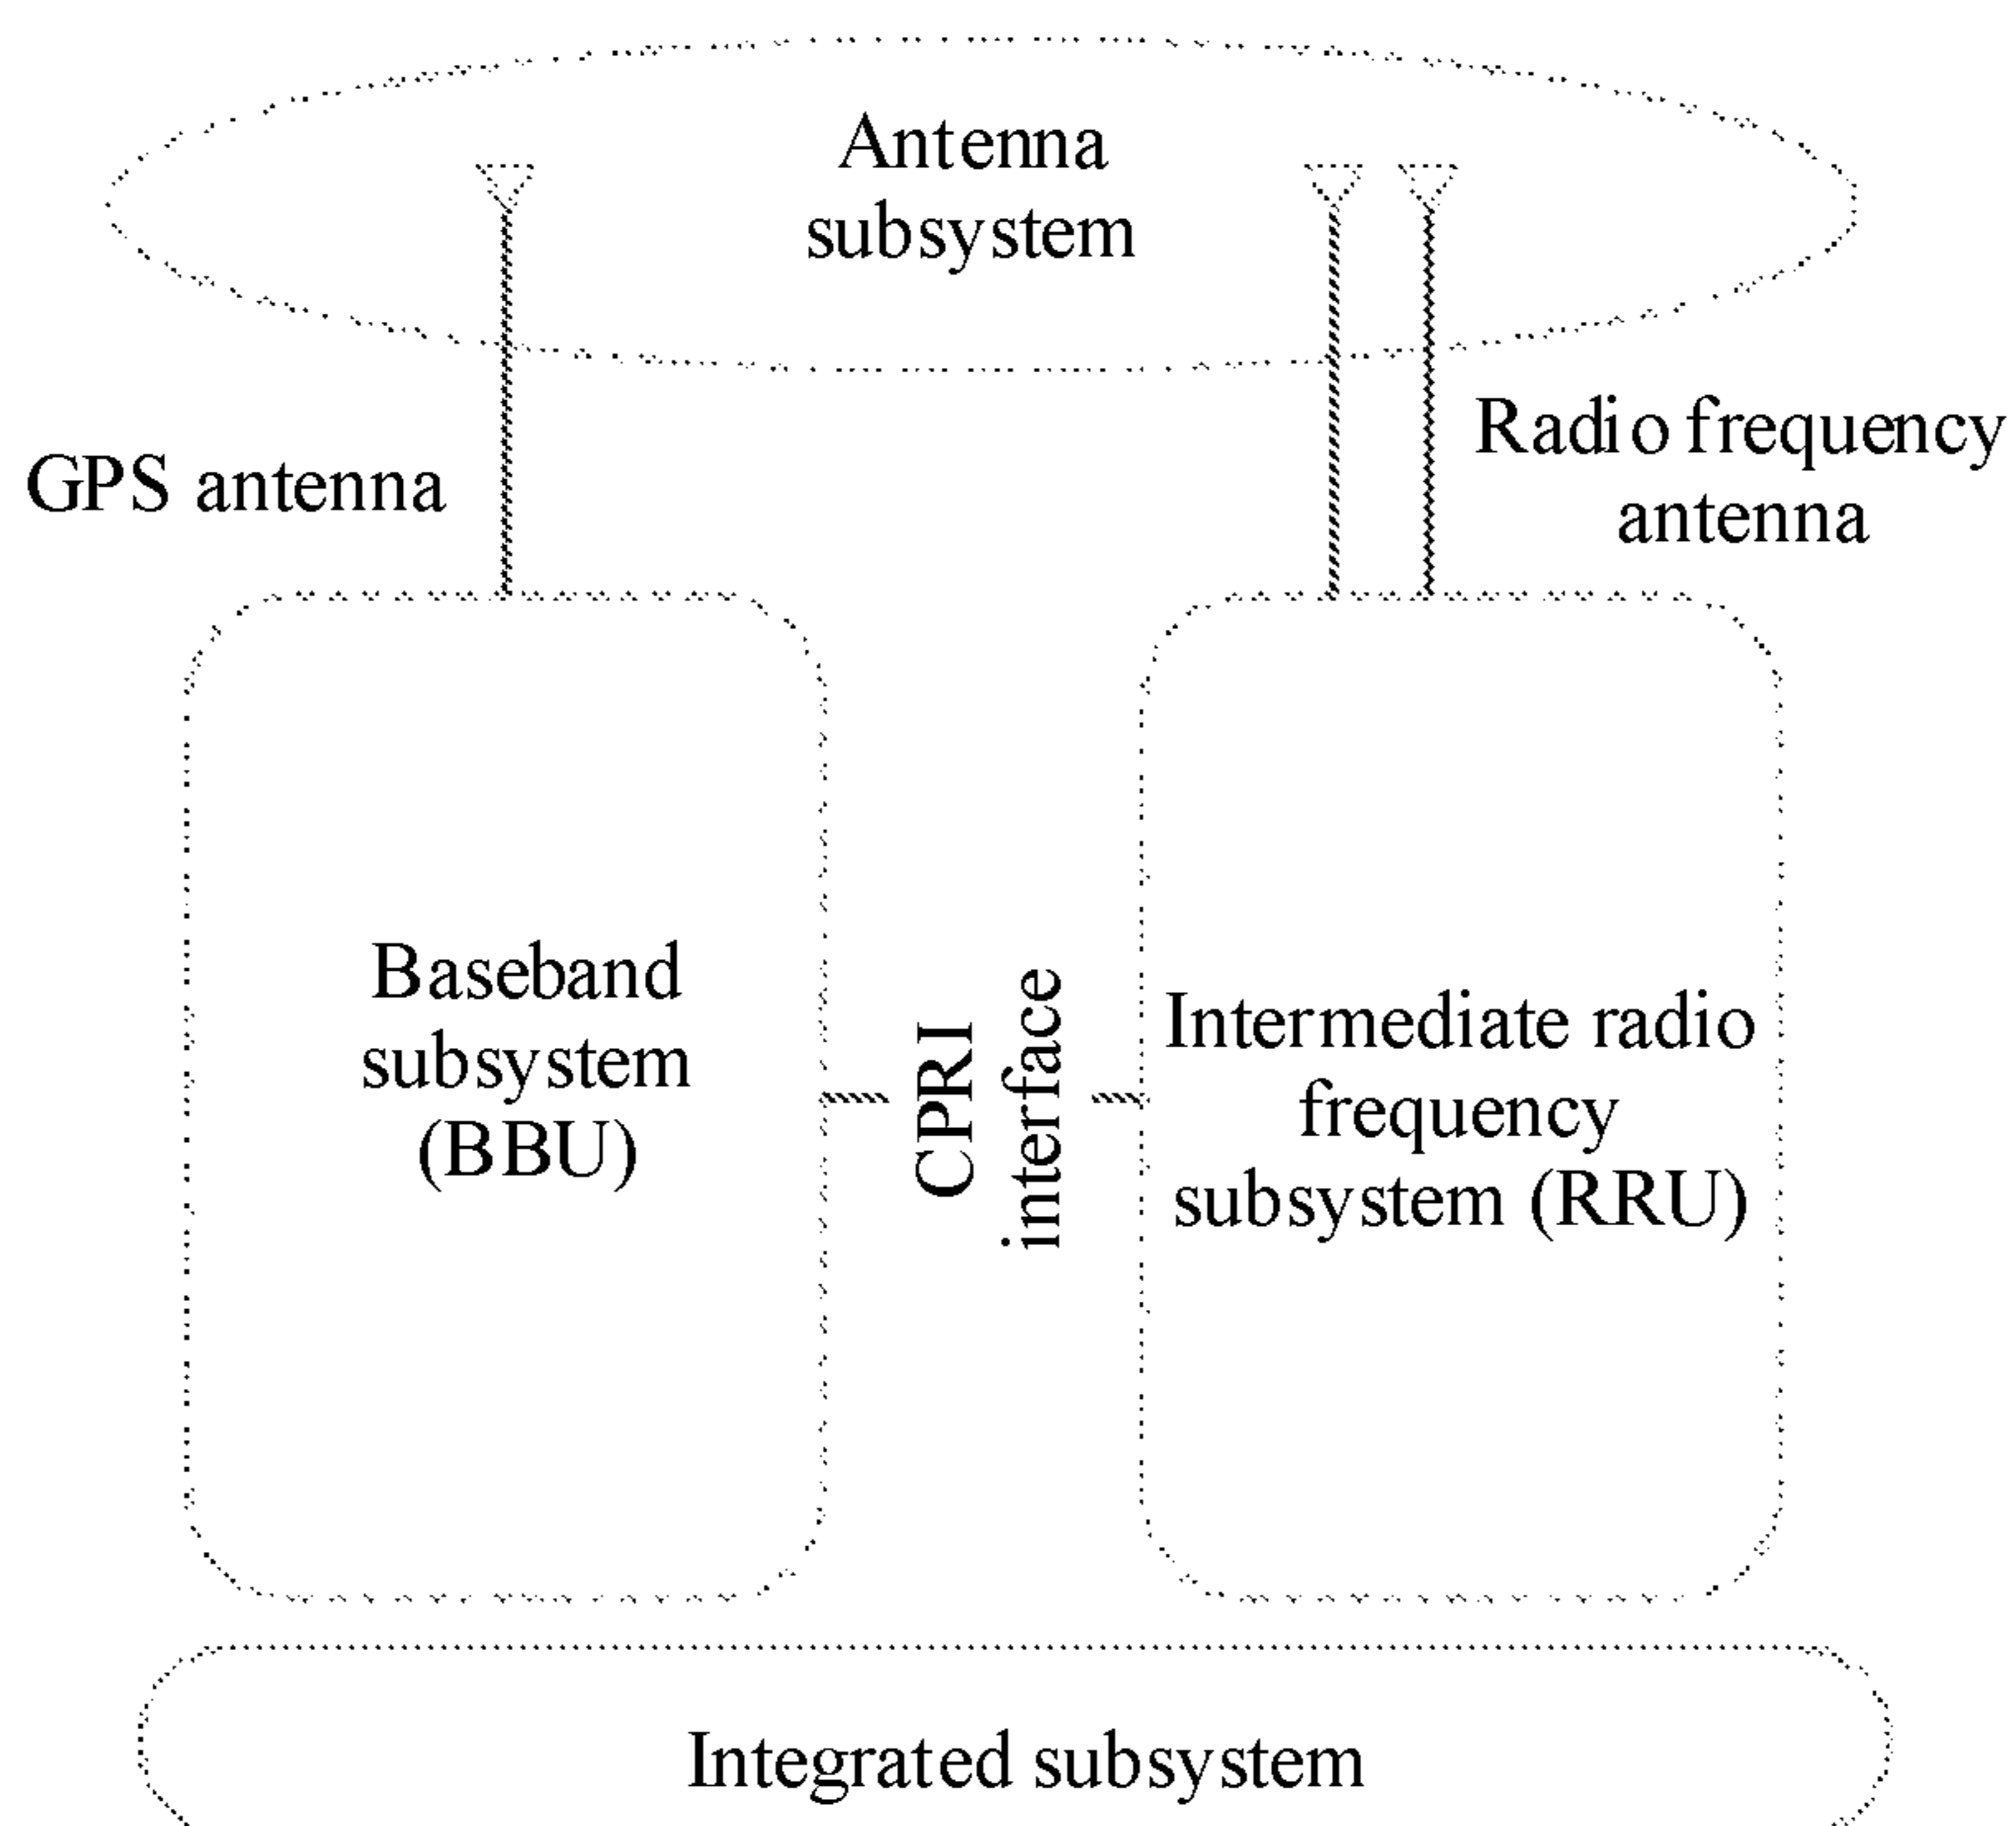 Antenna
subsystem
GPS antenna
Radio frequency
antenna
Baseband
subsystem
(BBU)
CPRI
interface
Intermediate radio
frequency
subsystem (RRU)
Integrated subsystem